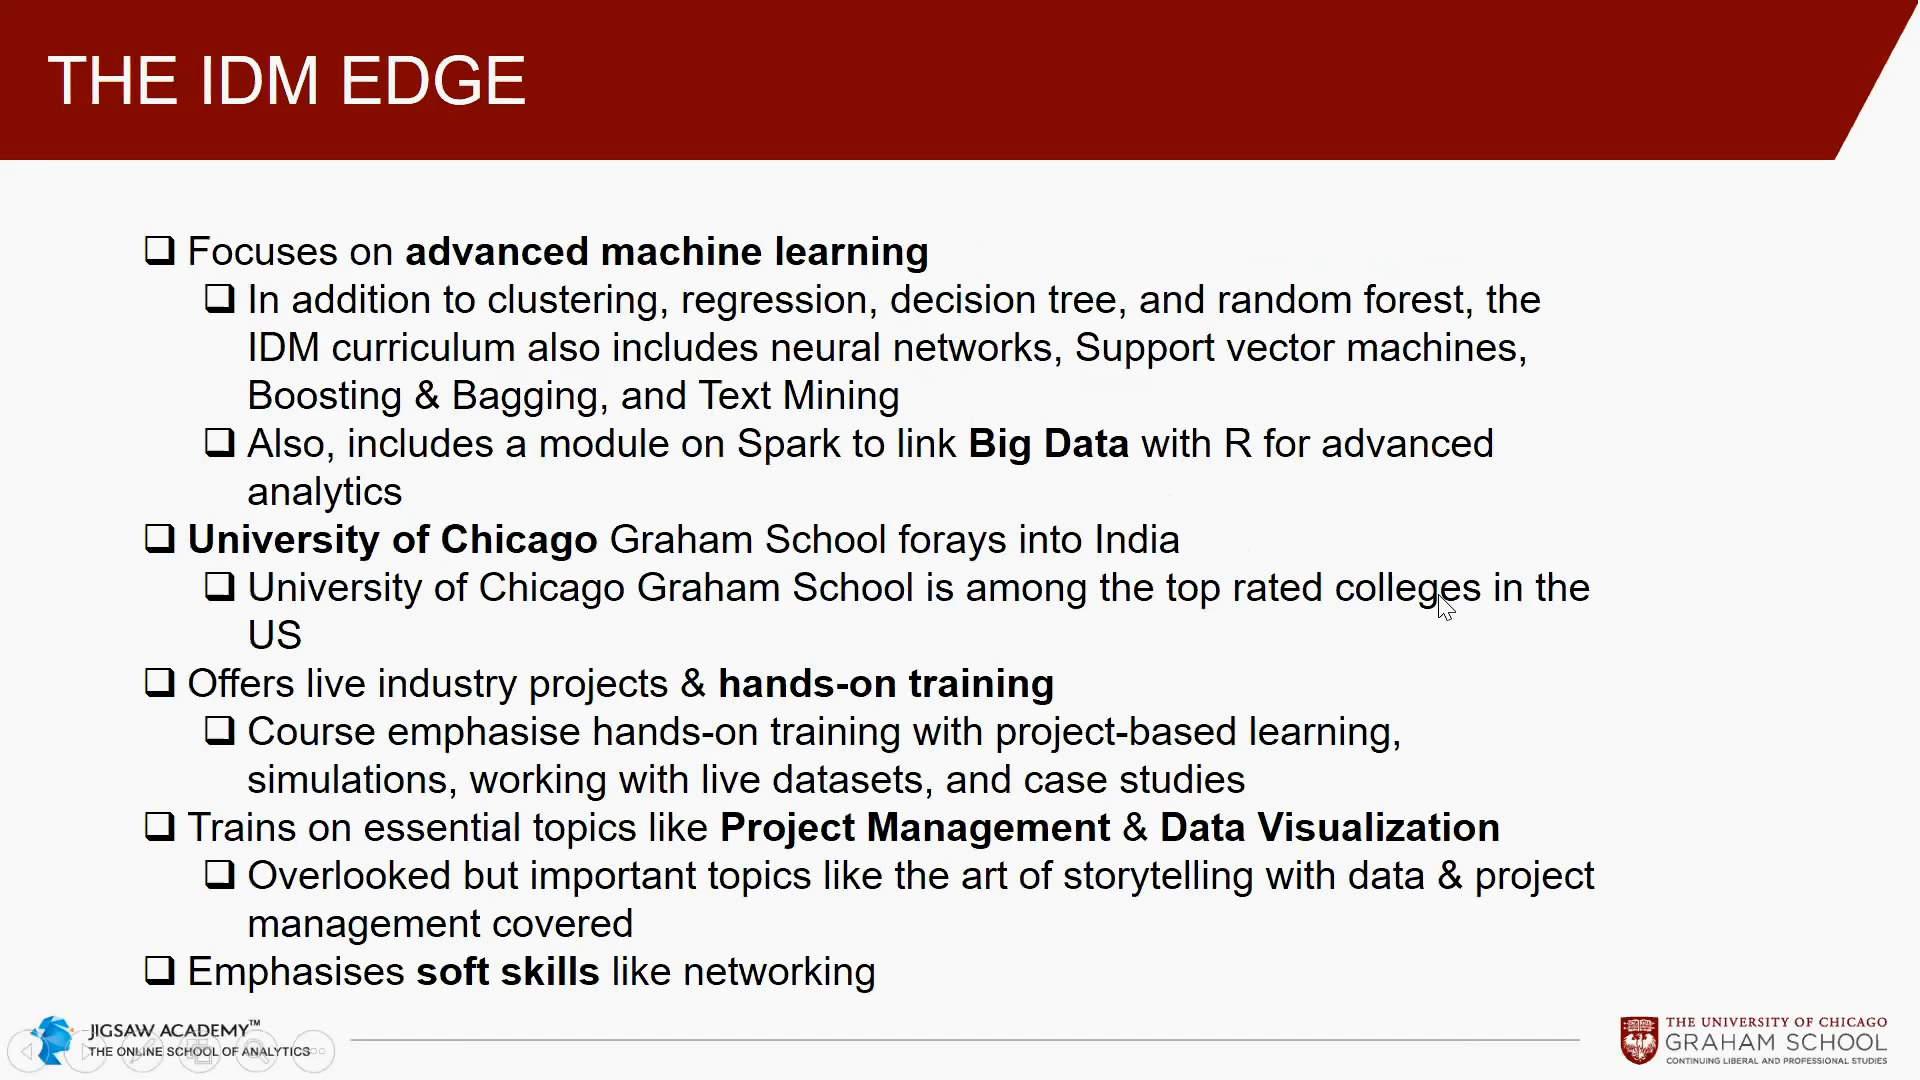 THE IDM EDGE
Focuses on advanced machine learning
In addition to clustering, regression, decision tree, and random forest, the
IDM curriculum also includes neural networks, Support vector machines,
Boosting & Bagging, and Text Mining
Also, includes a module on Spark to link Big Data with R for advanced
analytics
University of Chicago Graham School forays into India
University of Chicago Graham School is among the top rated colleges in the
US
Offers live industry projects & hands-on training
Course emphasise hands-on training with project-based learning,
simulations, working with live datasets, and case studies
Trains on essential topics like Project Management & Data Visualization
Overlooked but important topics like the art of storytelling with data & project
management covered
Emphasises soft skills like networking
JIGSAW ACADEMY™
THE ONLINE SCHOOL OF ANALYTICS
THE UNIVERSITY OF CHICAGO
GRAHAM SCHOOL
CONTINUING LIBERAL AND PROFESSIONAL STUDIES